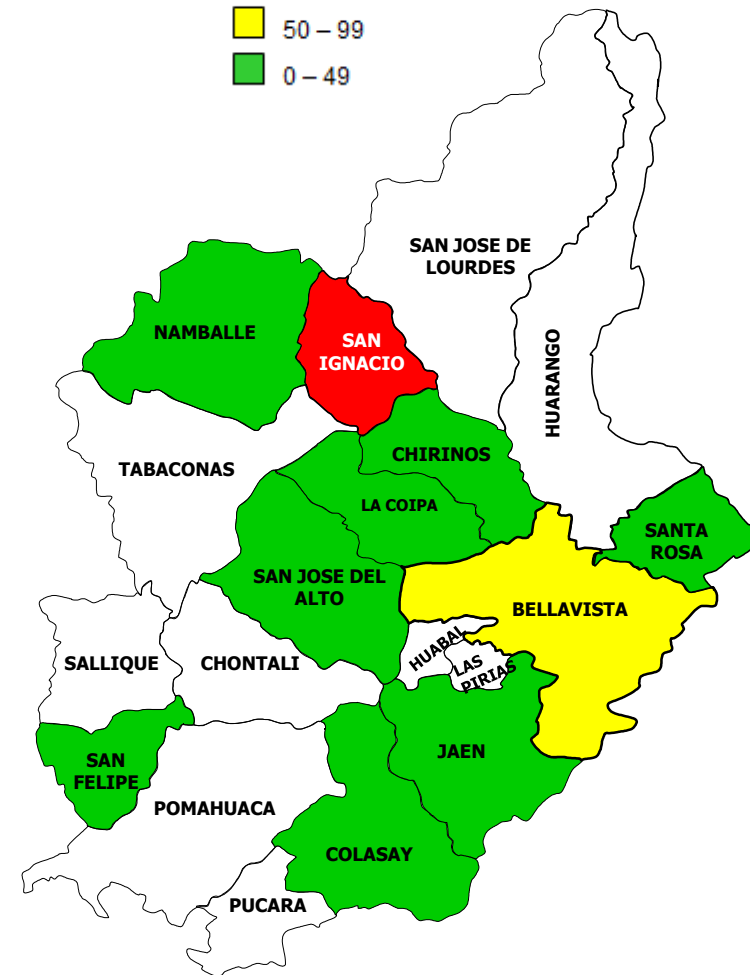 50 – 99
0 – 49
SAN JOSE DE
LOURDES
NAMBALLE
SAN
IGNACIO
HUARANGO
CHIRINOS
TABACONAS
LA COIPA
SANTA
ROSA
SAN JOSE DEL
ALTO
BELLAVISTA
HUABAL
SALLIQUE
CHONTALI
LAS
PIRIAS
JAEN
SAN
FELIPE
POMAHUACA
COLASAY
PUCARA